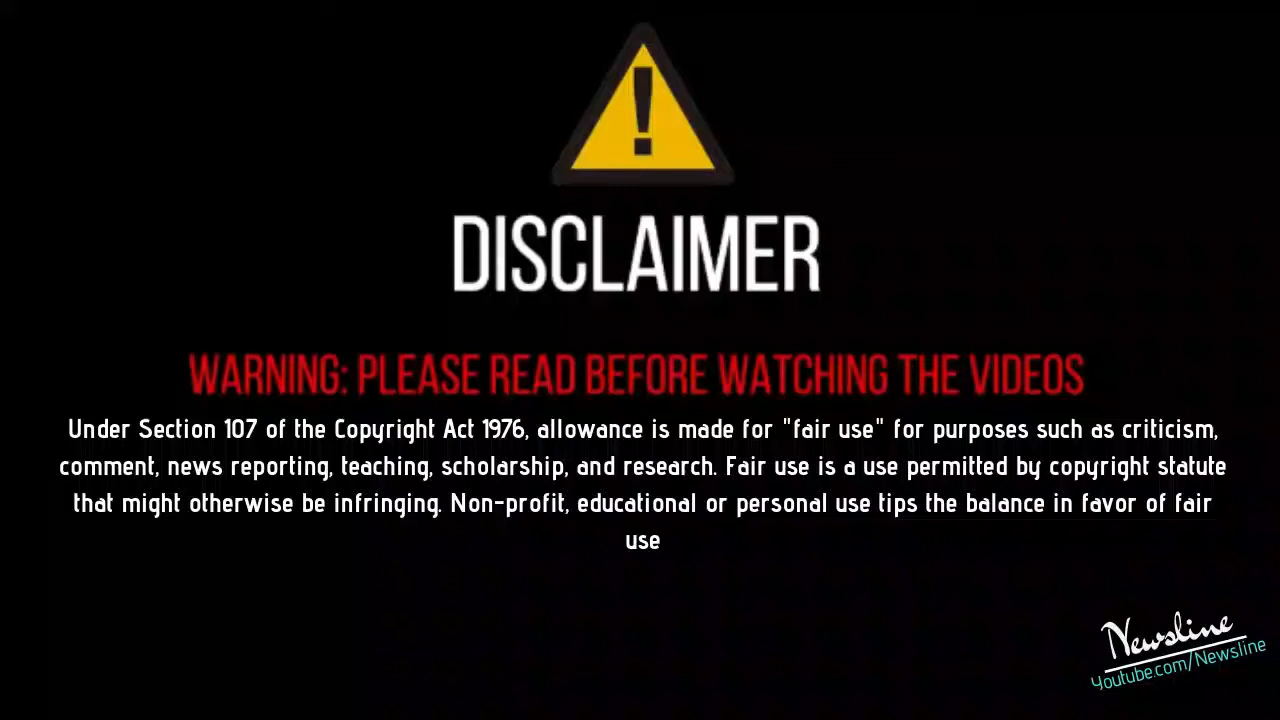 DISCLAIMER
WARNING: PLEASE READ BEFORE WATCHING THE VIDEOS
Under Section 107 of the Copyright Act 1976, allowance is made for "fair use" for purposes such as criticism,
comment, news reporting, teaching, scholarship, and research. Fair use is a use permitted by copyright statute
that might otherwise be infringing. Non-profit, educational or personal use tips the balance in favor of fair
use
Newsline
Youtube.com/Newsline